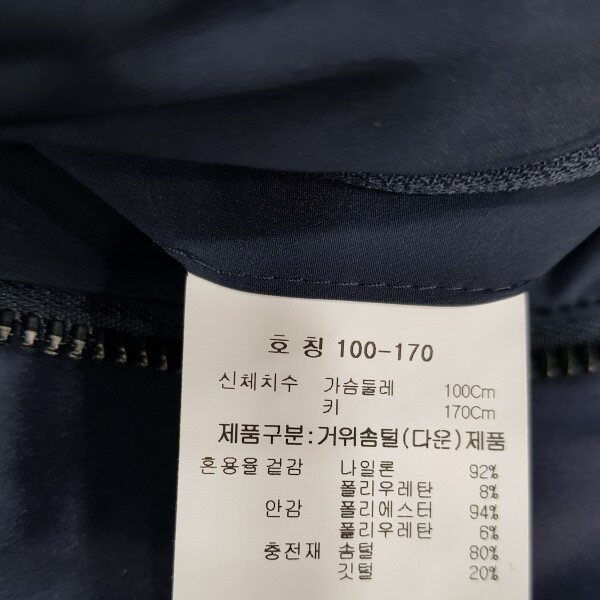 호 칭 100-170
신체치수 가슴둘레 100Cm
키 170Cm
제품구분:거위솜털(다운)제품
혼용율 겉감 나일론 92%
폴리우레탄 8%
안감 폴리에스터 94%
폴리우레탄 6%
충전재 솜털 80%
깃털 20%